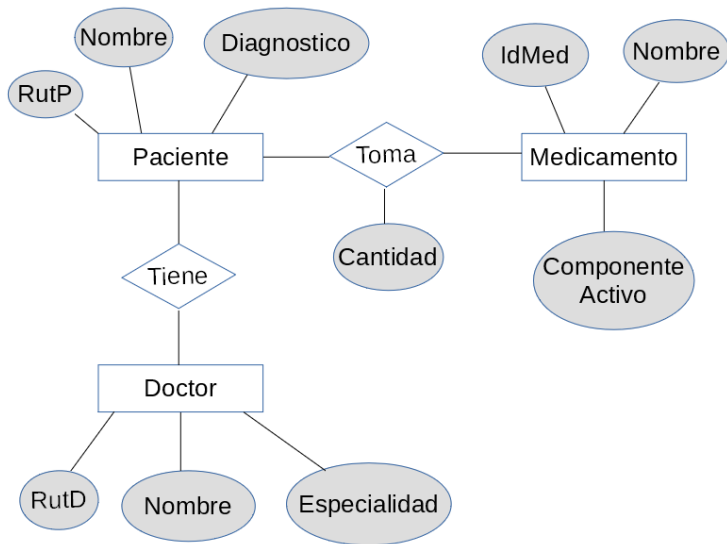 Nombre
Diagnostico
IdMed
Nombre
RutP
Paciente
Toma
Medicamento
Cantidad
Componente
Activo
Tiene
Doctor
RutD
Nombre
Especialidad